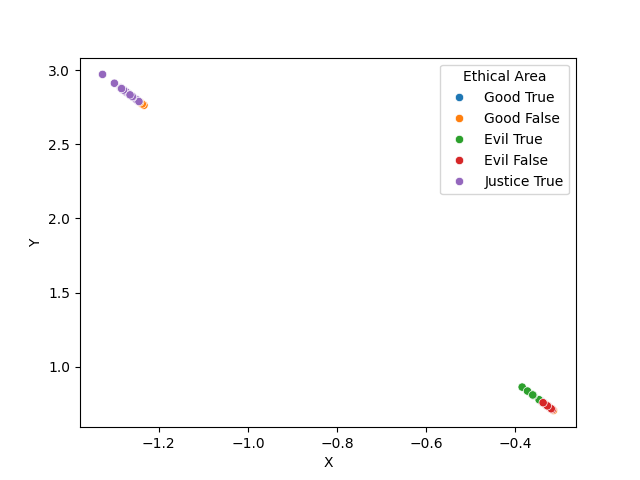 Ethical Area
Good True
Good False
Evil True
Evil False
Justice True
3.0
2.5
2.0
1.5
1.0
Y
−1.2
−1.0
−0.8
−0.6
−0.4
X